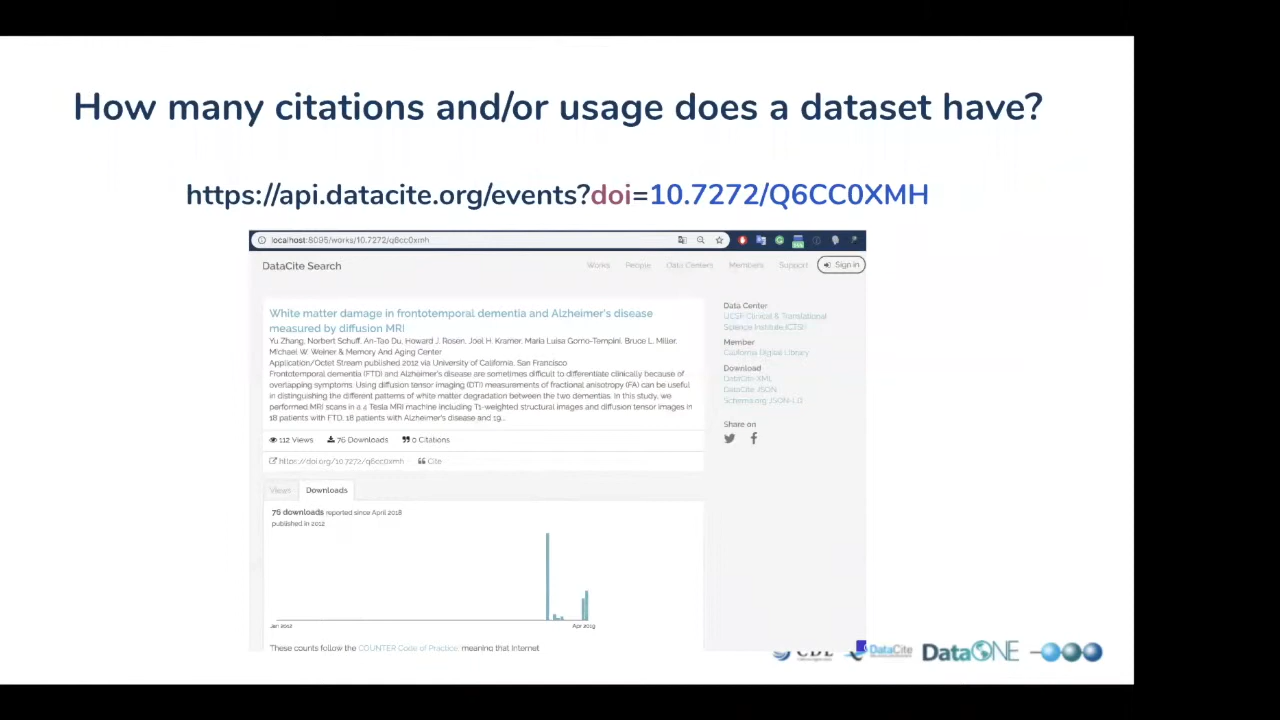 How many citations and/or usage does a dataset have?
https://api.datacite.org/events?doi=10.7272/Q6CC0XMH
localhost:8095/works/10.7272/q6cc0xmh
DataCite Search
Works People Data Centers Members Support Sign in
White matter damage in frontotemporal dementia and Alzheimer's disease
measured by diffusion MRI
Yu Zhang, Norbert Schuff, An-Tao Du, Howard J. Rosen, Joel H. Kramer, Maria Luisa Gorno-Tempini, Bruce L. Miller,
Michael W. Weiner & Memory And Aging Center
Application/Octet Stream published 2012 via University of California, San Francisco
Frontotemporal dementia (FTD) and Alzheimer's disease are sometimes difficult to differentiate clinically because of
overlapping symptoms. Using diffusion tensor imaging (DTI) measurements of fractional anisotropy (FA) can be useful
in distinguishing the different patterns of white matter degradation between the two dementias. In this study, we
performed MRI scans in a 4 Tesla MRI machine including T1-weighted structural images and diffusion tensor images in
18 patients with FTD, 18 patients with Alzheimer's disease and 19...
112 Views 76 Downloads 0 Citations
https://doi.org/10.7272/q6cc0xmh Cite
Data Center
UCSF Clinical & Translational
Science Institute (CTSI)
Member
California Digital Library
Download
DataCite XML
DataCite JSON
Schema.org JSON-LD
Share on
Views Downloads
76 downloads reported since April 2018
published in 2012
Jan 2012 Apr 2019
These counts follow the COUNTER Code of Practice, meaning that Internet
CDL DataCite DataONE